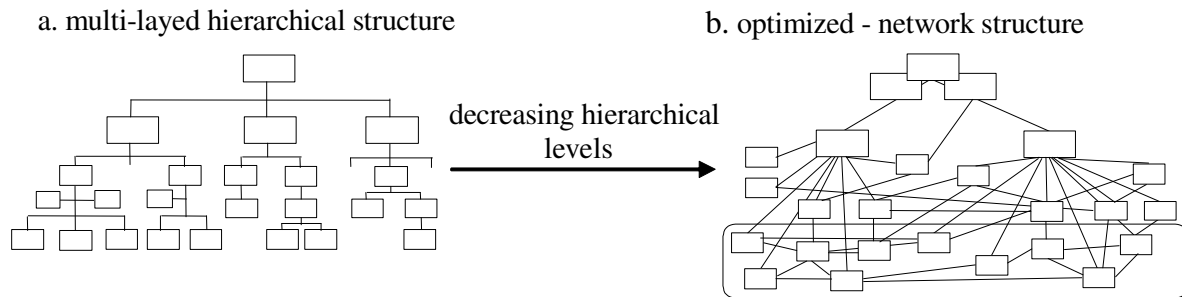 a. multi-layed hierarchical structure
b. optimized - network structure
decreasing hierarchical
levels